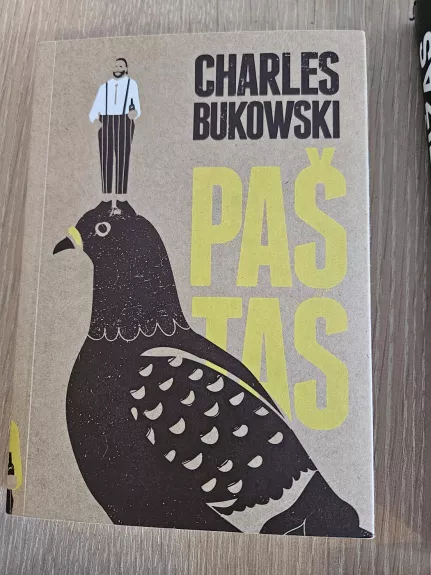 CHARLES
BUKOWSKI
PAŠ
TAS